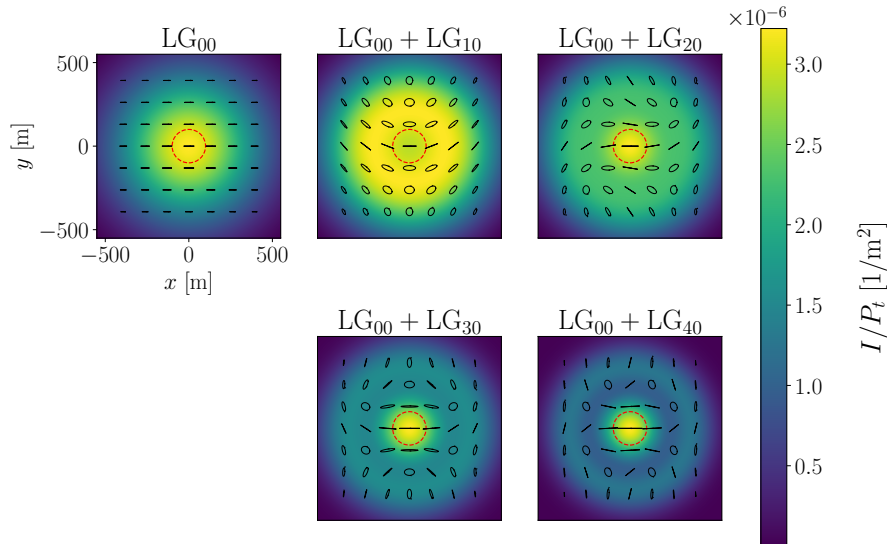 ×10⁻⁶
LG₀₀
LG₀₀ + LG₁₀
LG₀₀ + LG₂₀
500
0
−500
y [m]
−500
0
500
x [m]
LG₀₀ + LG₃₀
LG₀₀ + LG₄₀
3.0
2.5
2.0
1.5
1.0
0.5
I/Pₜ [1/m²]